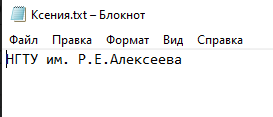 Ксения.txt – Блокнот
Файл Правка Формат Вид Справка
НГТУ им. Р.Е.Алексеева